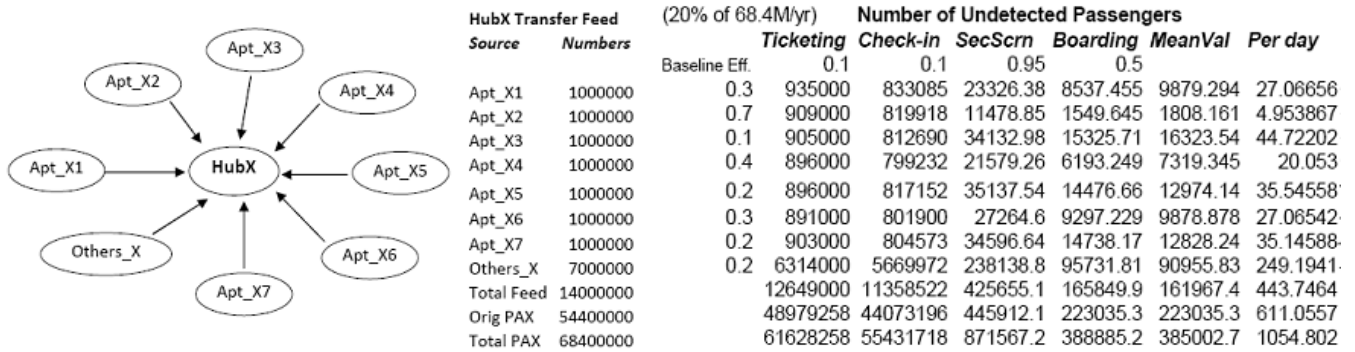 Apt_X3
Apt_X2
Apt_X4
HubX
Apt_X1
Apt_X5
Others_X
Apt_X6
Apt_X7
HubX Transfer Feed
Source Numbers
Apt_X1 1000000
Apt_X2 1000000
Apt_X3 1000000
Apt_X4 1000000
Apt_X5 1000000
Apt_X6 1000000
Apt_X7 1000000
Others_X 7000000
Total Feed 14000000
Orig PAX 54400000
Total PAX 68400000
(20% of 68.4M/yr) Number of Undetected Passengers
Ticketing Check-in SecScrn Boarding MeanVal Per day
Baseline Eff. 0.1 0.1 0.95 0.5
0.3 935000 833085 23326.38 8537.455 9879.294 27.06656
0.7 909000 819918 11478.85 1549.645 1808.161 4.953867
0.1 905000 812690 34132.98 15325.71 16323.54 44.72202
0.4 896000 799232 21579.26 6193.249 7319.345 20.053
0.2 896000 817152 35137.54 14476.66 12974.14 35.54558
0.3 891000 801900 27264.6 9297.229 9878.878 27.06542
0.2 903000 804573 34596.64 14738.17 12828.24 35.14588
0.2 6314000 5669972 238138.8 95731.81 90955.83 249.1941
12649000 11358522 425655.1 165849.9 161967.4 443.7464
48979258 44073196 445912.1 223035.3 223035.3 611.0557
61628258 55431718 871567.2 388885.2 385002.7 1054.802